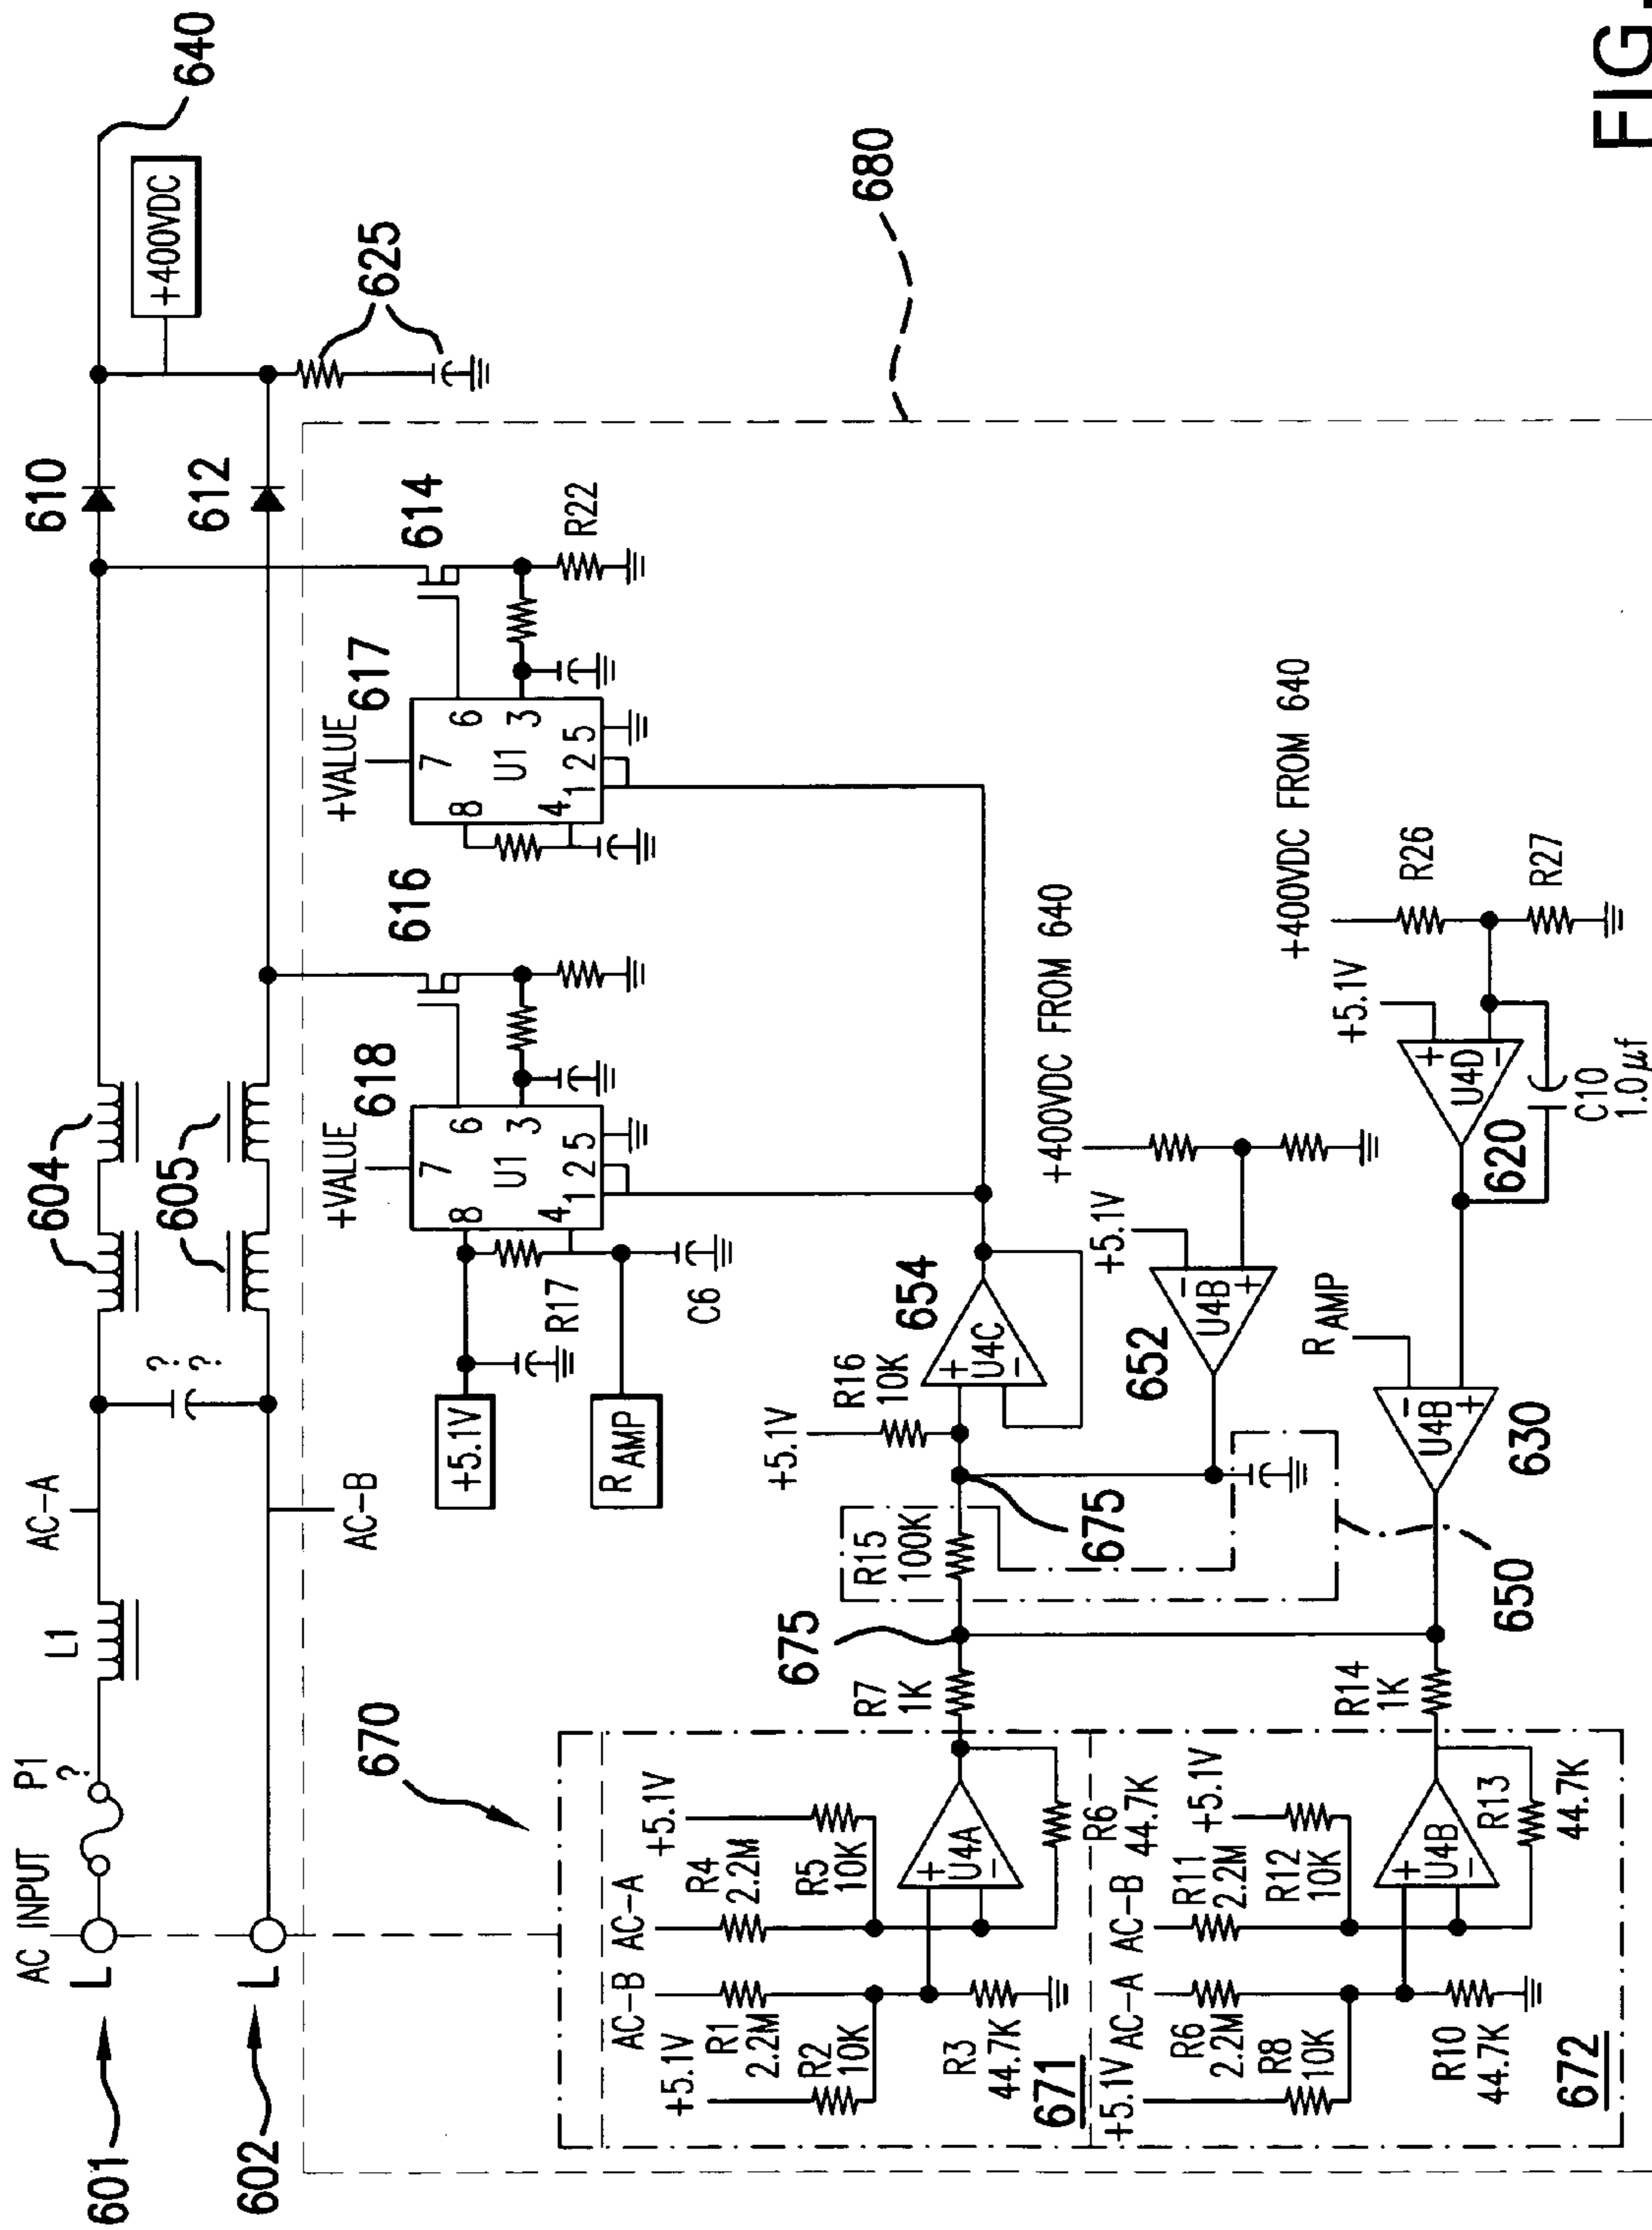 FIG.
601
L
AC INPUT
P1
?
L1
AC-A
604
610
640
+400VDC
602
L
AC-B
?
?
605
612
625
680
+5.1V
RAMP
R17
C6
+VALUE
618
8
7
6
U1
4
3
1
2
5
616
+VALUE
617
8
7
6
U1
4
3
1
2
5
614
R22
670
AC-B
AC-A
+5.1V
+5.1V
R1
2.2M
R2
10K
R3
44.7K
R4
2.2M
R5
10K
+
U4A
−
R6
44.7K
671
R7
1K
675
R15
100K
675
+5.1V
R16
10K
654
+
U4C
−
652
+5.1V
−
U4B
+
+400VDC FROM 640
AC-A
AC-B
+5.1V
+5.1V
R6
2.2M
R8
10K
R10
44.7K
R11
2.2M
R12
10K
+
U4B
−
R13
44.7K
672
R14
1K
650
630
RAMP
−
U4B
+
620
+5.1V
+
U4D
−
C10
1.0µf
+400VDC FROM 640
R26
R27